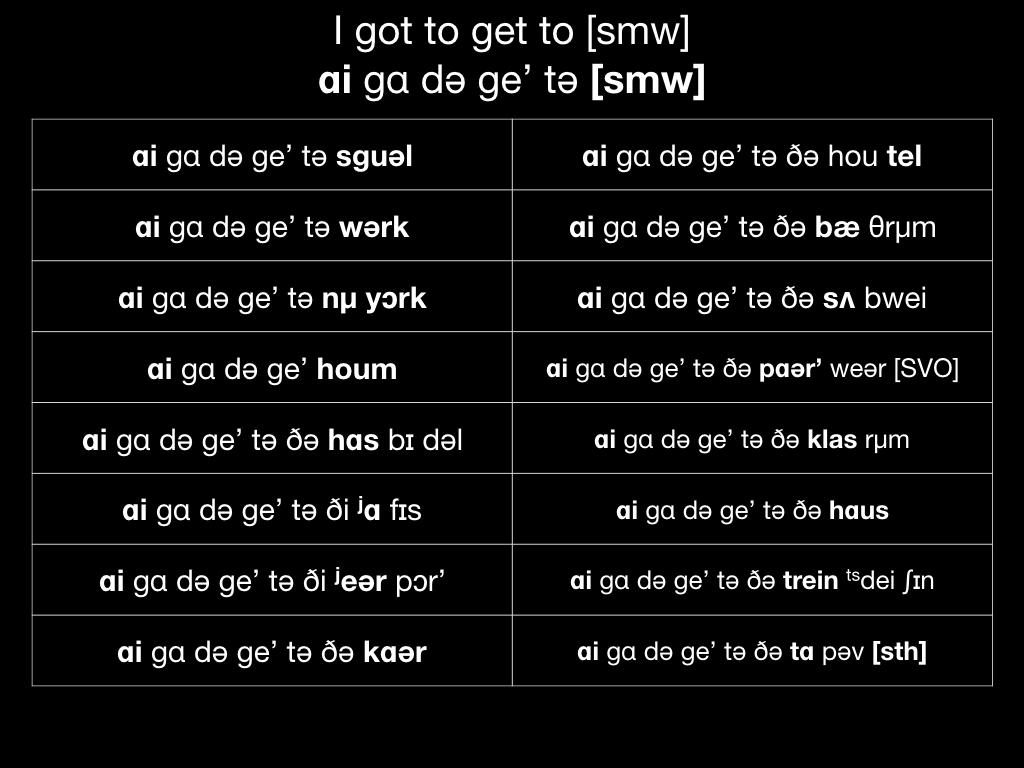 I got to get to [smw]
ɑi gɑ də ge’ tə [smw]
ɑi gɑ də ge’ tə sguəl
ɑi gɑ də ge’ tə ðə hou tel
ɑi gɑ də ge’ tə wərk
ɑi gɑ də ge’ tə ðə bæ θrµm
ɑi gɑ də ge’ tə nµ yɔrk
ɑi gɑ də ge’ tə ðə sʌ bwei
ɑi gɑ də ge’ houm
ɑi gɑ də ge’ tə ðə pɑər’ weər [SVO]
ɑi gɑ də ge’ tə ðə hɑs bɪ dəl
ɑi gɑ də ge’ tə ðə klas rµm
ɑi gɑ də ge’ tə ði ʲɑ fɪs
ɑi gɑ də ge’ tə ðə hɑus
ɑi gɑ də ge’ tə ði ʲeər pɔr’
ɑi gɑ də ge’ tə ðə trein ᵗˢdei ʃɪn
ɑi gɑ də ge’ tə ðə kɑər
ɑi gɑ də ge’ tə ðə tɑ pəv [sth]